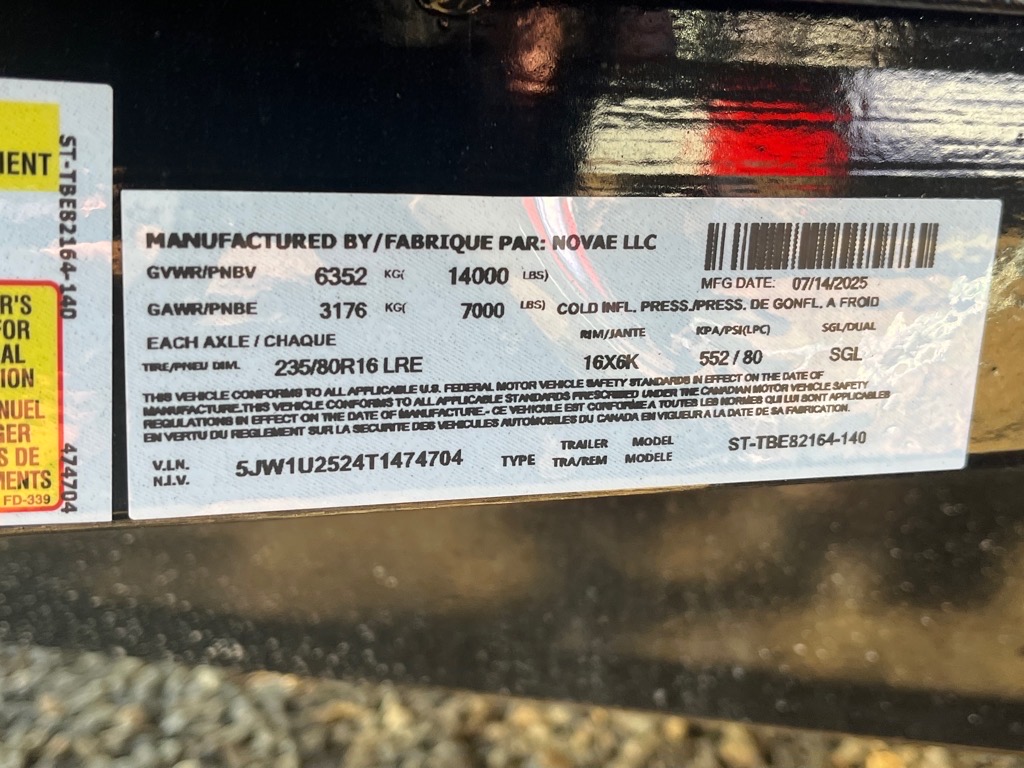 MENT
ST-TBE82164-140
R'S
FOR
AL
ION
NUEL
GER
S DE
MENTS
FD-339
474704
MANUFACTURED BY/FABRIQUE PAR: NOVAE LLC
GVWR/PNBV 6352 KG( 14000 LBS)
MFG DATE: 07/14/2025
GAWR/PNBE 3176 KG( 7000 LBS) COLD INFL. PRESS./PRESS. DE GONFL. A FROID
EACH AXLE / CHAQUE RIM/JANTE KPA/PSI(LPC) SGL/DUAL
TIRE/PNEU DIM. 235/80R16 LRE 16X6K 552 / 80 SGL
THIS VEHICLE CONFORMS TO ALL APPLICABLE U.S. FEDERAL MOTOR VEHICLE SAFETY STANDARDS IN EFFECT ON THE DATE OF
MANUFACTURE.THIS VEHICLE CONFORMS TO ALL APPLICABLE STANDARDS PRESCRIBED UNDER THE CANADIAN MOTOR VEHICLE SAFETY
REGULATIONS IN EFFECT ON THE DATE OF MANUFACTURE.- CE VEHICULE EST CONFORME A TOUTES LES NORMES QUI LUI SONT APPLICABLES
EN VERTU DU REGLEMENT SUR LA SECURITE DES VEHICULES AUTOMOBILES DU CANADA EN VIGUEUR A LA DATE DE SA FABRICATION.
V.I.N. 5JW1U2524T1474704 TYPE TRAILER MODEL ST-TBE82164-140
N.I.V. TRA/REM MODELE